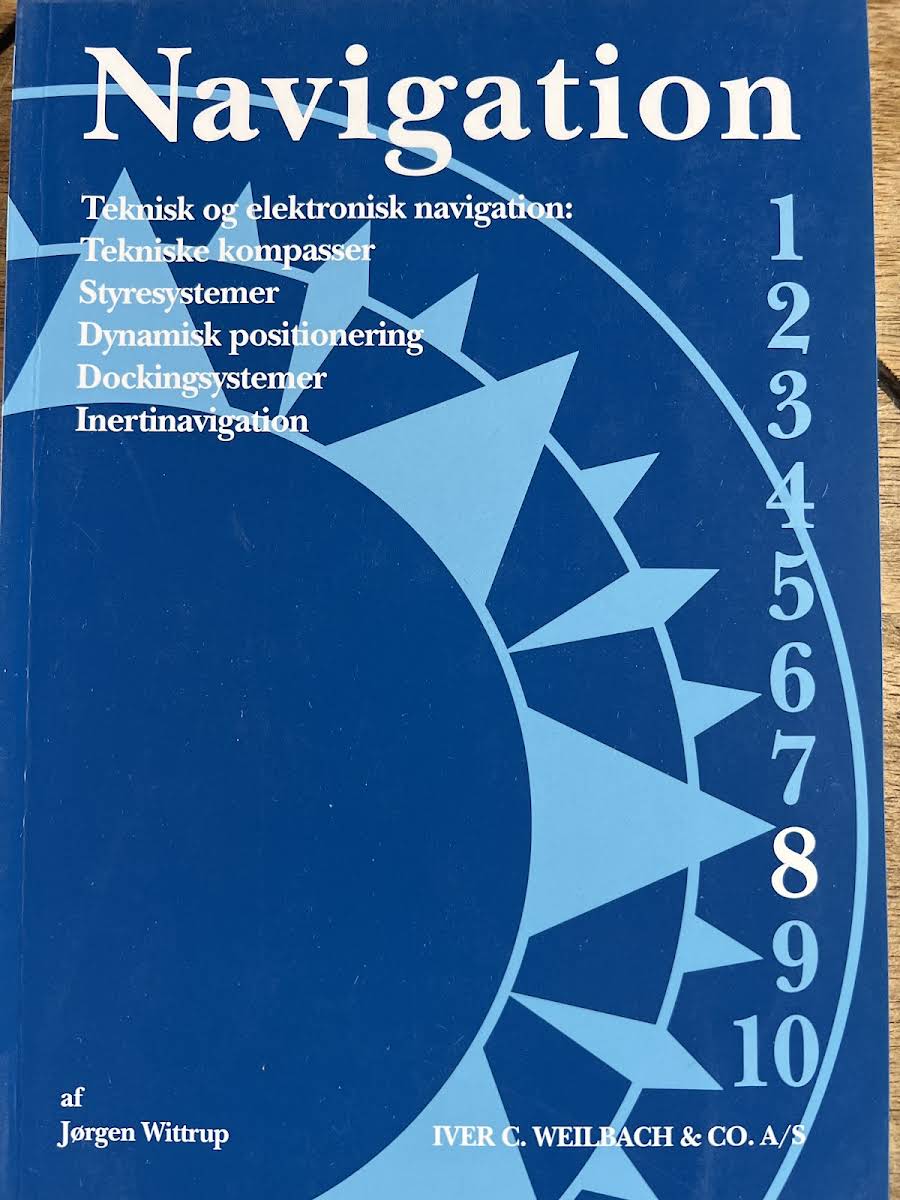 Navigation
Teknisk og elektronisk navigation:
Tekniske kompasser
Styresystemer
Dynamisk positionering
Dockingsystemer
Inertinavigation
1
2
3
4
5
6
7
8
9
10
af
Jørgen Wittrup
IVER C. WEILBACH & CO. A/S